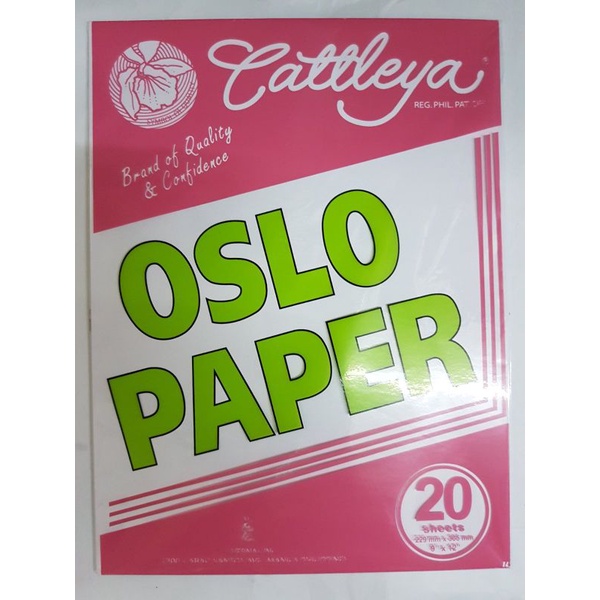 Cattleya
REG. PHIL. PAT. OFF.
Brand of Quality
& Confidence
OSLO
PAPER
20
sheets